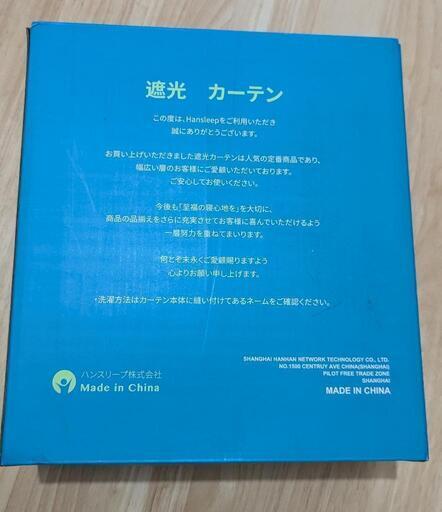 遮光 カーテン
この度は、Hansleepをご利用いただき
誠にありがとうございます。
お買い上げいただきました遮光カーテンは人気の定番商品であり、
幅広い層のお客様にご愛顧いただいております。
ご安心してお使いください。
今後も「至福の寝心地を」を大切に、
商品の品揃えをさらに充実させてお客様に喜んでいただけるよう
一層努力を重ねてまいります。
何とぞ末永くご愛顧賜りますよう
心よりお願い申し上げます。
・洗濯方法はカーテン本体に縫い付けてあるネームをご確認ください。
ハンスリープ株式会社
Made in China
SHANGHAI HANHAN NETWORK TECHNOLOGY CO., LTD.
NO.1500 CENTRUY AVE CHINA(SHANGHAI)
PILOT FREE TRADE ZONE
SHANGHAI
MADE IN CHINA